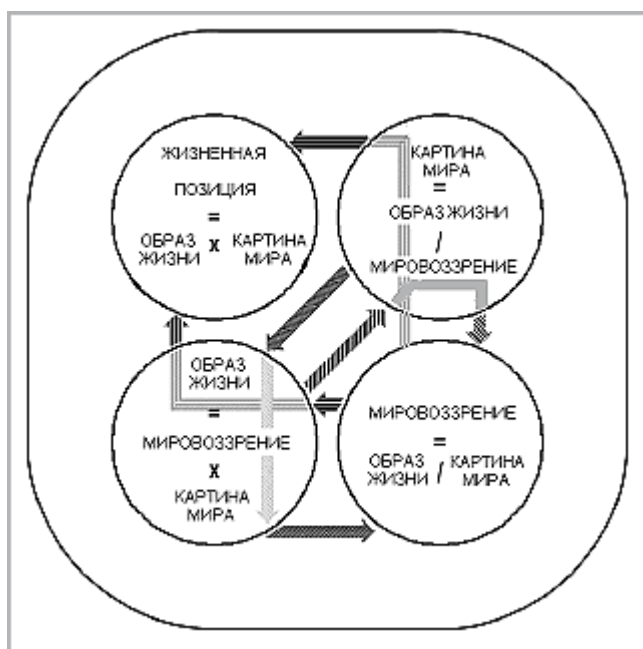 ЖИЗНЕННАЯ
ПОЗИЦИЯ
=
ОБРАЗ ЖИЗНИ х КАРТИНА МИРА
КАРТИНА
МИРА
=
ОБРАЗ ЖИЗНИ
/
МИРОВОЗЗРЕНИЕ
ОБРАЗ
ЖИЗНИ
=
МИРОВОЗЗРЕНИЕ
х
КАРТИНА
МИРА
МИРОВОЗЗРЕНИЕ
=
ОБРАЗ ЖИЗНИ / КАРТИНА МИРА